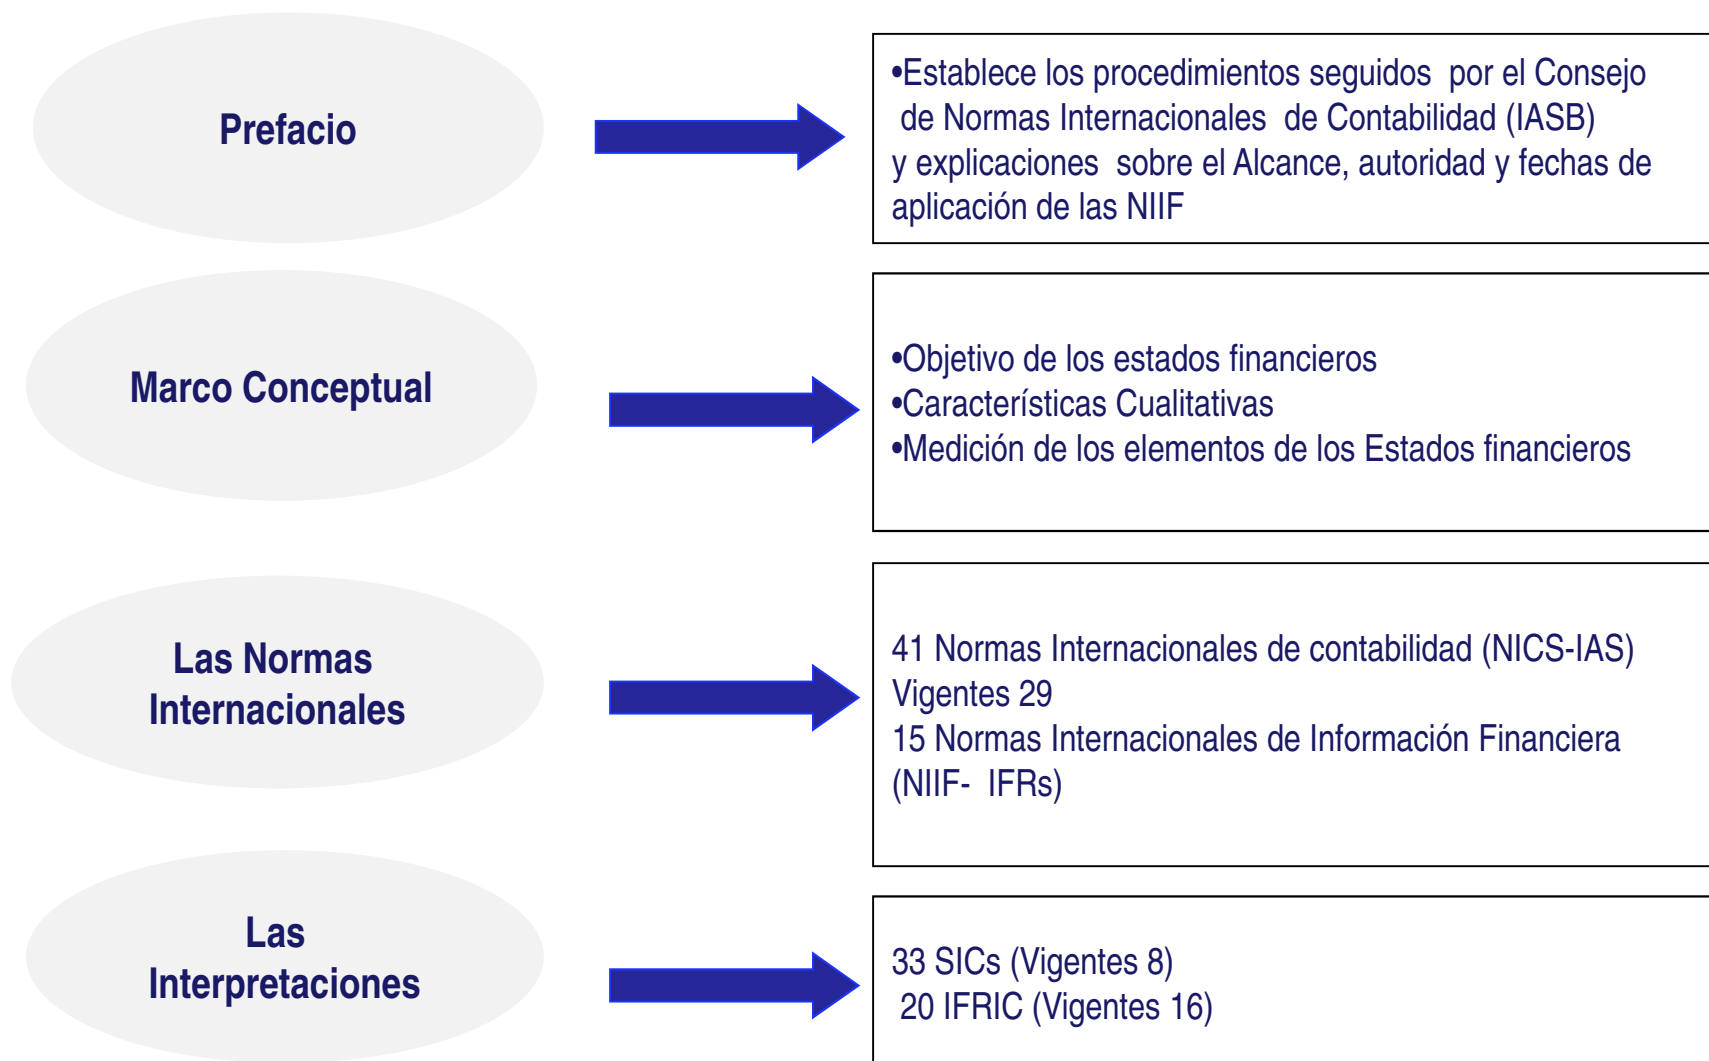 Prefacio
•Establece los procedimientos seguidos por el Consejo
de Normas Internacionales de Contabilidad (IASB)
y explicaciones sobre el Alcance, autoridad y fechas de
aplicación de las NIIF
Marco Conceptual
•Objetivo de los estados financieros
•Características Cualitativas
•Medición de los elementos de los Estados financieros
Las Normas
Internacionales
41 Normas Internacionales de contabilidad (NICS-IAS)
Vigentes 29
15 Normas Internacionales de Información Financiera
(NIIF- IFRs)
Las
Interpretaciones
33 SICs (Vigentes 8)
20 IFRIC (Vigentes 16)